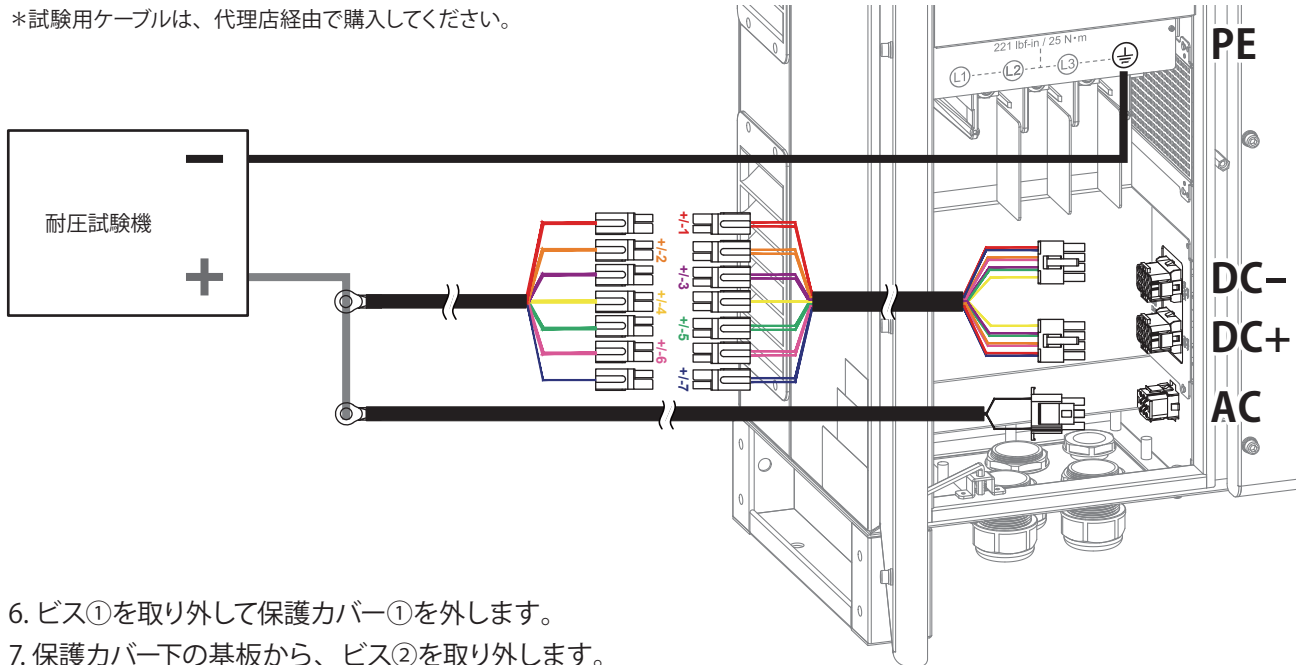 *試験用ケーブルは、代理店経由で購入してください。
221 lbf-in / 25 N・m
L1
L2
L3
PE
−
耐圧試験機
+
+/-1
+/-2
+/-3
+/-4
+/-5
+/-6
+/-7
DC−
DC+
AC
6. ビス①を取り外して保護カバー①を外します。
7. 保護カバー下の基板から、ビス②を取り外します。